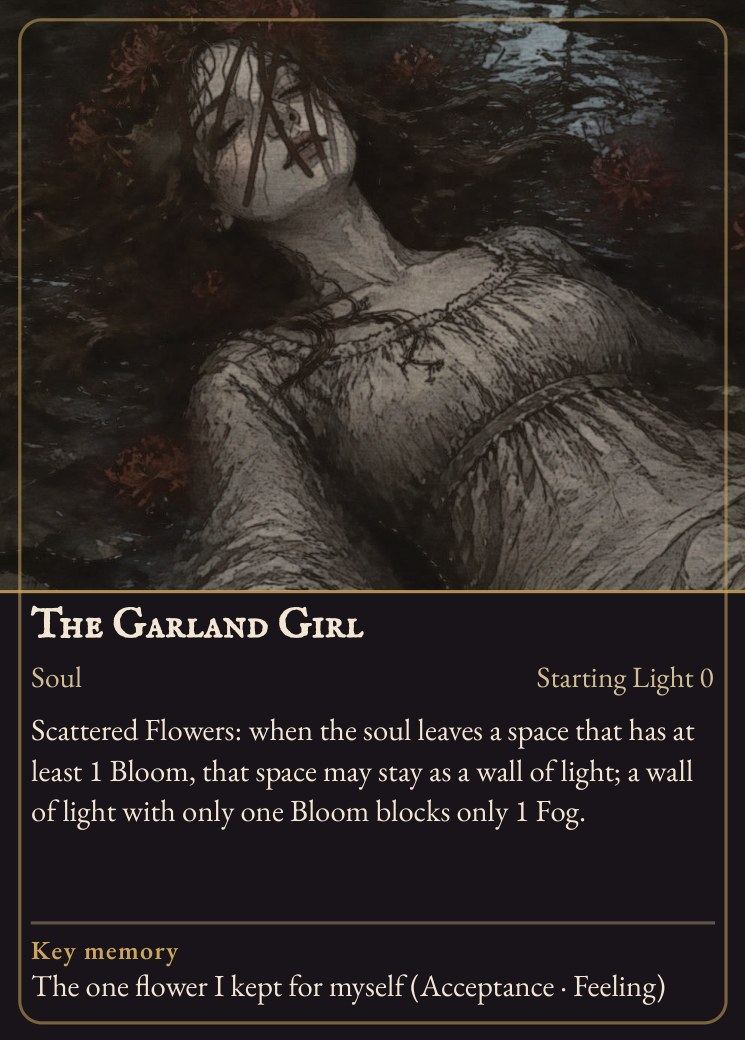 The Garland Girl
Soul
Starting Light 0
Scattered Flowers: when the soul leaves a space that has at
least 1 Bloom, that space may stay as a wall of light; a wall
of light with only one Bloom blocks only 1 Fog.
Key memory
The one flower I kept for myself (Acceptance · Feeling)